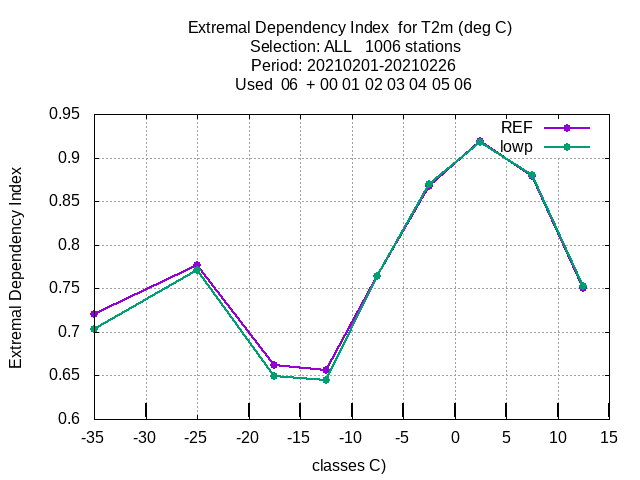 Extremal Dependency Index  for T2m (deg C)
Selection: ALL   1006 stations
Period: 20210201-20210226
Used  06  + 00 01 02 03 04 05 06
0.95
0.9
0.85
0.8
0.75
0.7
0.65
0.6
Extremal Dependency Index
REF
lowp
-35 -30 -25 -20 -15 -10 -5 0 5 10 15
classes C)